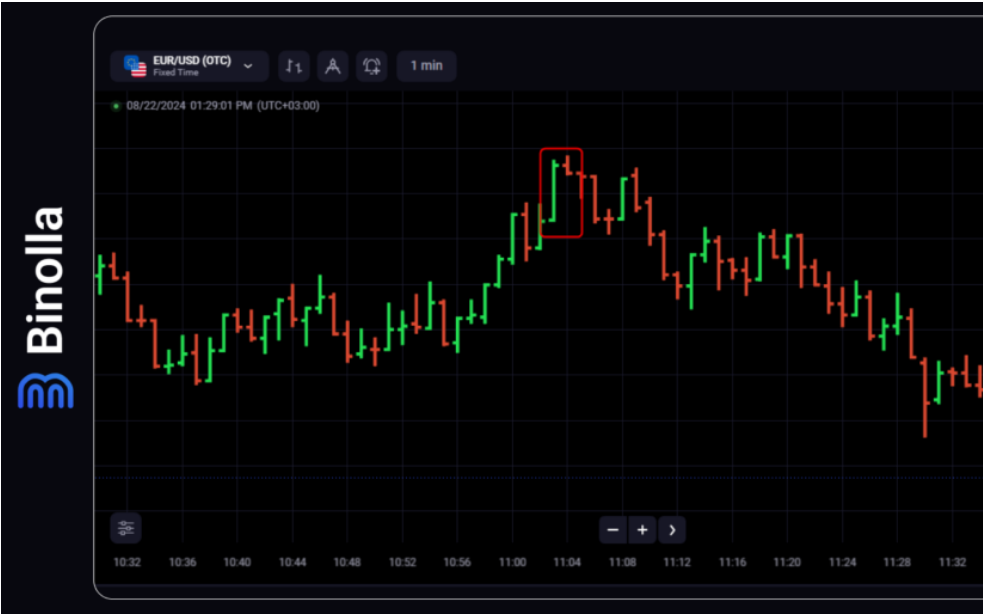 Binolla
EUR/USD (OTC)
Fixed Time
1 min
08/22/2024 01:29:01 PM (UTC+03:00)
10:32 10:36 10:40 10:44 10:48 10:52 10:56 11:00 11:04 11:08 11:12 11:16 11:20 11:24 11:28 11:32